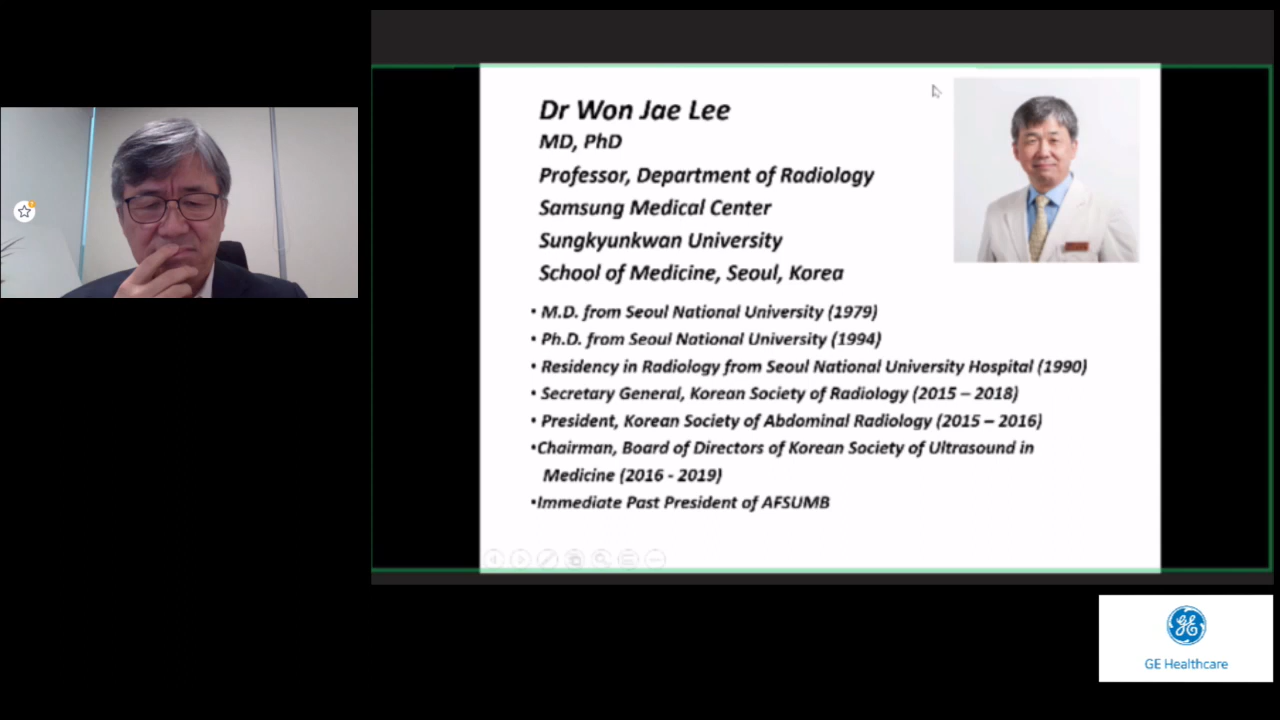 Dr Won Jae Lee
MD, PhD
Professor, Department of Radiology
Samsung Medical Center
Sungkyunkwan University
School of Medicine, Seoul, Korea
• M.D. from Seoul National University (1979)
• Ph.D. from Seoul National University (1994)
• Residency in Radiology from Seoul National University Hospital (1990)
• Secretary General, Korean Society of Radiology (2015 – 2018)
• President, Korean Society of Abdominal Radiology (2015 – 2016)
•Chairman, Board of Directors of Korean Society of Ultrasound in
Medicine (2016 - 2019)
•Immediate Past President of AFSUMB
GE
GE Healthcare